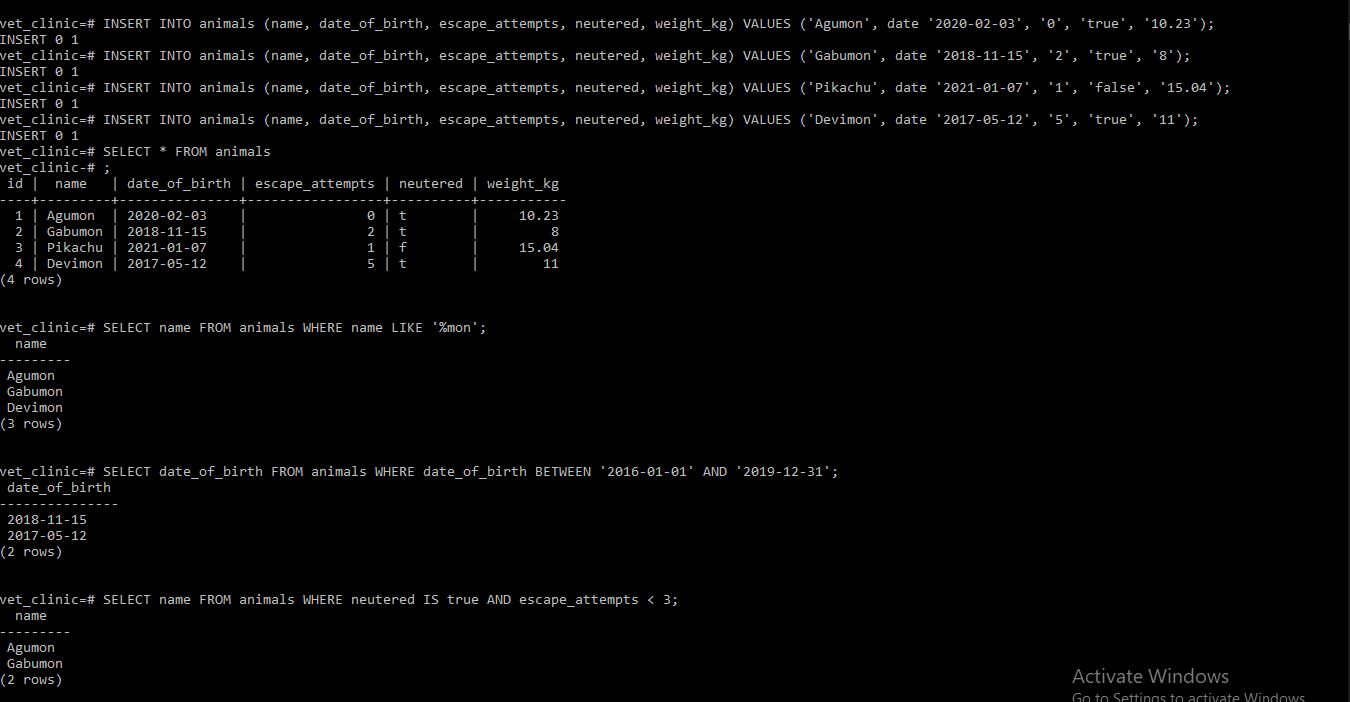 vet_clinic=# INSERT INTO animals (name, date_of_birth, escape_attempts, neutered, weight_kg) VALUES ('Agumon', date '2020-02-03', '0', 'true', '10.23');
INSERT 0 1
vet_clinic=# INSERT INTO animals (name, date_of_birth, escape_attempts, neutered, weight_kg) VALUES ('Gabumon', date '2018-11-15', '2', 'true', '8');
INSERT 0 1
vet_clinic=# INSERT INTO animals (name, date_of_birth, escape_attempts, neutered, weight_kg) VALUES ('Pikachu', date '2021-01-07', '1', 'false', '15.04');
INSERT 0 1
vet_clinic=# INSERT INTO animals (name, date_of_birth, escape_attempts, neutered, weight_kg) VALUES ('Devimon', date '2017-05-12', '5', 'true', '11');
INSERT 0 1
vet_clinic=# SELECT * FROM animals
vet_clinic-# ;
 id |  name   | date_of_birth | escape_attempts | neutered | weight_kg
----+---------+---------------+-----------------+----------+-----------
  1 | Agumon  | 2020-02-03    |               0 | t        |     10.23
  2 | Gabumon | 2018-11-15    |               2 | t        |         8
  3 | Pikachu | 2021-01-07    |               1 | f        |     15.04
  4 | Devimon | 2017-05-12    |               5 | t        |        11
(4 rows)
vet_clinic=# SELECT name FROM animals WHERE name LIKE '%mon';
  name
---------
 Agumon
 Gabumon
 Devimon
(3 rows)
vet_clinic=# SELECT date_of_birth FROM animals WHERE date_of_birth BETWEEN '2016-01-01' AND '2019-12-31';
 date_of_birth
---------------
 2018-11-15
 2017-05-12
(2 rows)
vet_clinic=# SELECT name FROM animals WHERE neutered IS true AND escape_attempts < 3;
  name
---------
 Agumon
 Gabumon
(2 rows)
Activate Windows
Go to Settings to activate Windows